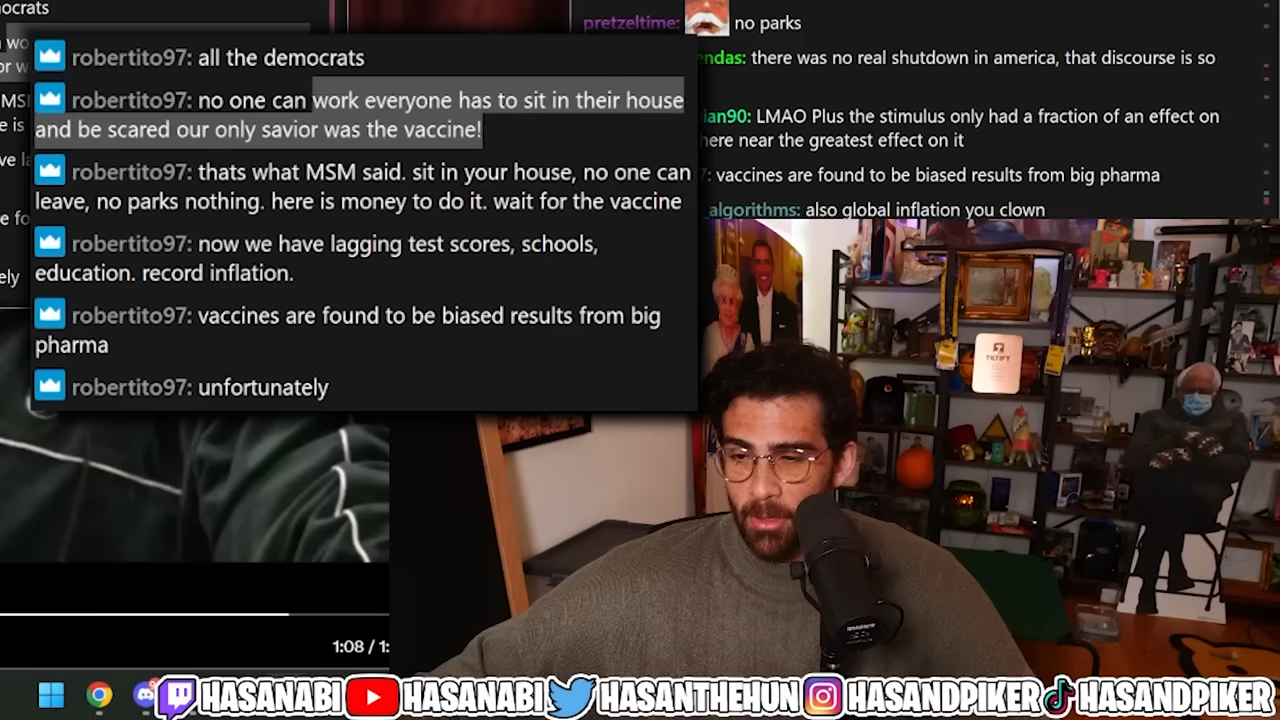 ocrats
pretzeltime: no parks
robertito97: all the democrats
endas: there was no real shutdown in america, that discourse is so
robertito97: no one can work everyone has to sit in their house
and be scared our only savior was the vaccine!
ian90: LMAO Plus the stimulus only had a fraction of an effect on
here near the greatest effect on it
robertito97: thats what MSM said. sit in your house, no one can
leave, no parks nothing. here is money to do it. wait for the vaccine
7: vaccines are found to be biased results from big pharma
_algorithms: also global inflation you clown
robertito97: now we have lagging test scores, schools,
education. record inflation.
robertito97: vaccines are found to be biased results from big
pharma
robertito97: unfortunately
TILTIFY
1:08 / 1:
HASANABI HASANABI HASANTHEHUN HASANDPIKER HASANDPIKER